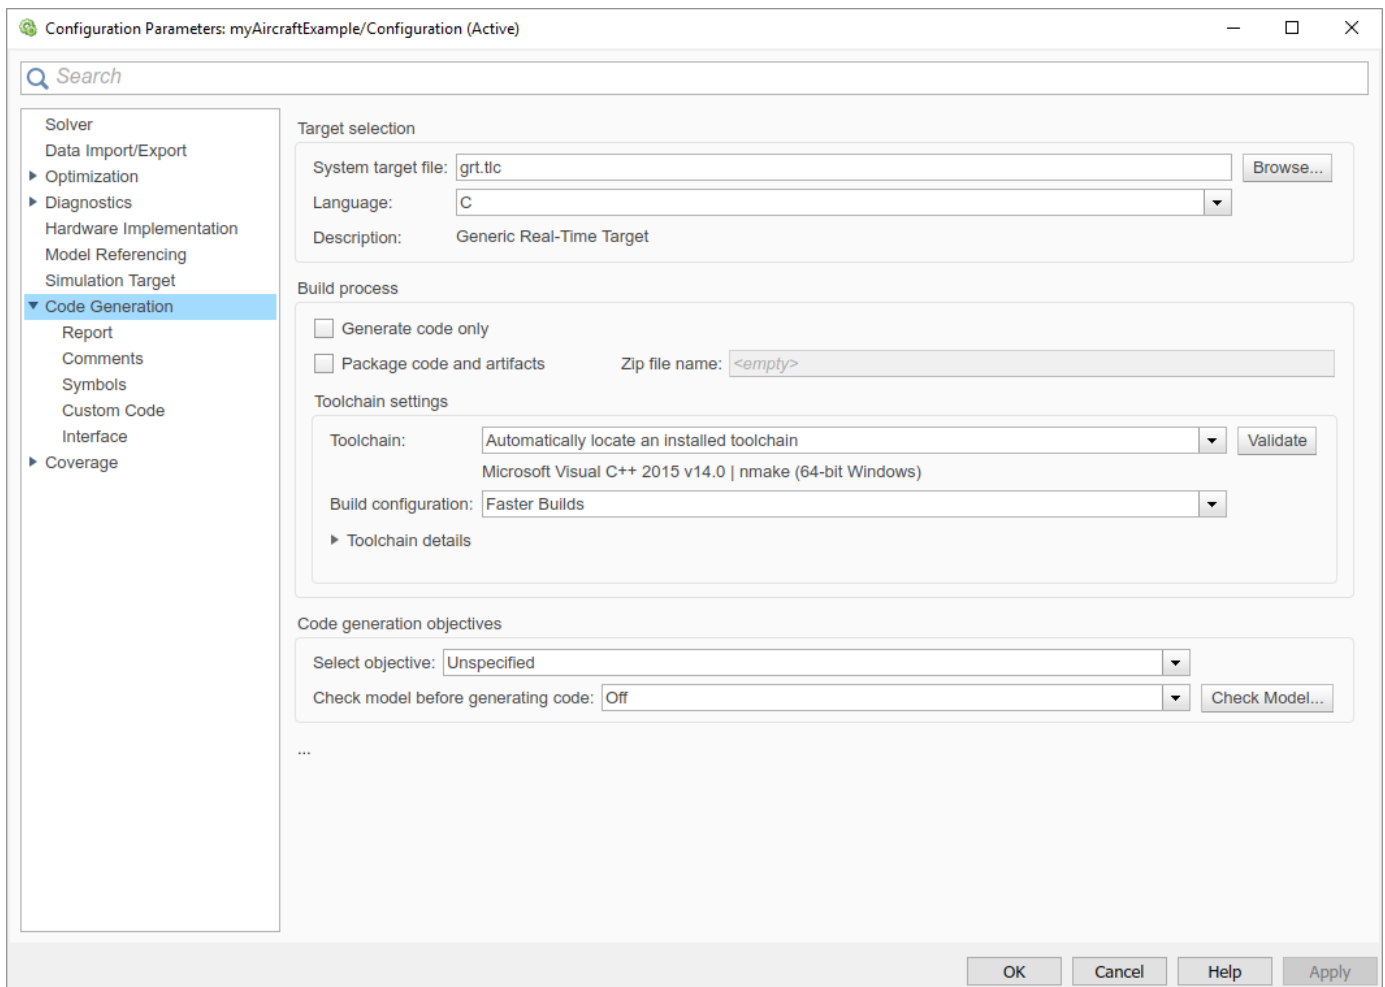 Configuration Parameters: myAircraftExample/Configuration (Active)
Search
Solver
Data Import/Export
Optimization
Diagnostics
Hardware Implementation
Model Referencing
Simulation Target
Code Generation
Report
Comments
Symbols
Custom Code
Interface
Coverage
Target selection
System target file: grt.tlc Browse...
Language: C
Description: Generic Real-Time Target
Build process
Generate code only
Package code and artifacts Zip file name: <empty>
Toolchain settings
Toolchain: Automatically locate an installed toolchain Validate
Microsoft Visual C++ 2015 v14.0 | nmake (64-bit Windows)
Build configuration: Faster Builds
Toolchain details
Code generation objectives
Select objective: Unspecified
Check model before generating code: Off Check Model...
...
OK Cancel Help Apply